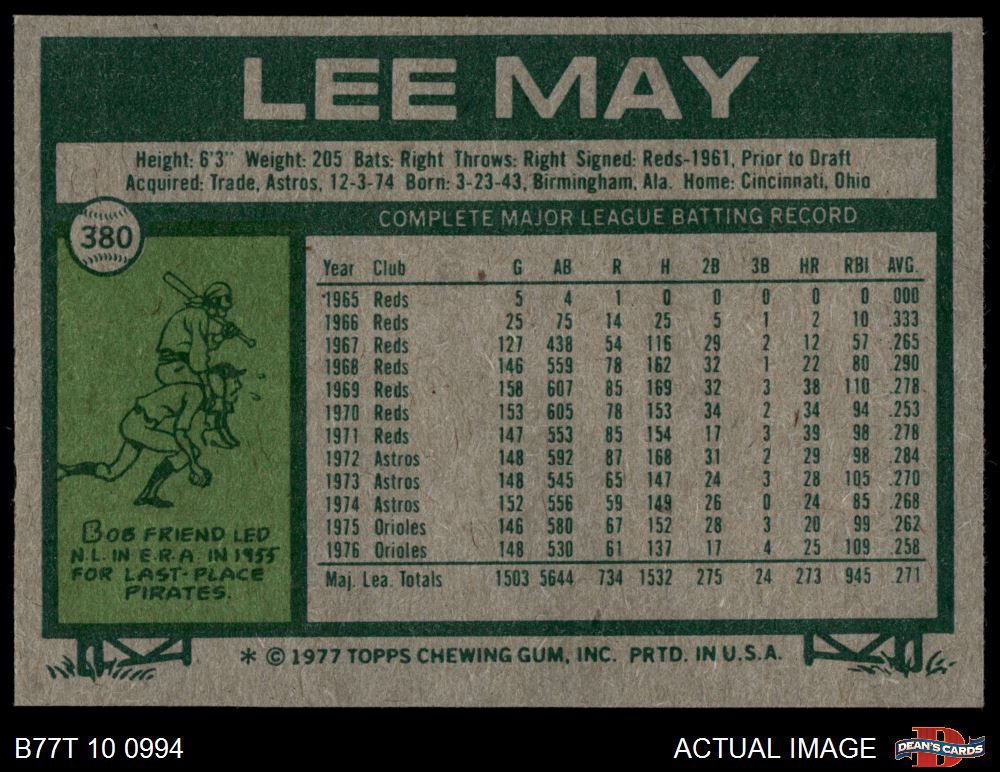 LEE MAY
Height: 6'3" Weight: 205 Bats: Right Throws: Right Signed: Reds-1961, Prior to Draft
Acquired: Trade, Astros, 12-3-74 Born: 3-23-43, Birmingham, Ala. Home: Cincinnati, Ohio
380
COMPLETE MAJOR LEAGUE BATTING RECORD
Year Club G AB R H 2B 3B HR RBI AVG.
1965 Reds 5 4 1 0 0 0 0 0 .000
1966 Reds 25 75 14 25 5 1 2 10 .333
1967 Reds 127 438 54 116 29 2 12 57 .265
1968 Reds 146 559 78 162 32 1 22 80 .290
1969 Reds 158 607 85 169 32 3 38 110 .278
1970 Reds 153 605 78 153 34 2 34 94 .253
1971 Reds 147 553 85 154 17 3 39 98 .278
1972 Astros 148 592 87 168 31 2 29 98 .284
1973 Astros 148 545 65 147 24 3 28 105 .270
1974 Astros 152 556 59 149 26 0 24 85 .268
1975 Orioles 146 580 67 152 28 3 20 99 .262
1976 Orioles 148 530 61 137 17 4 25 109 .258
Maj. Lea. Totals 1503 5644 734 1532 275 24 273 945 .271
BOB FRIEND LED
N.L. IN E.R.A. IN 1955
FOR LAST-PLACE
PIRATES.
* © 1977 TOPPS CHEWING GUM, INC. PRTD. IN U.S.A.
B77T 10 0994
ACTUAL IMAGE
DEAN'S CARDS